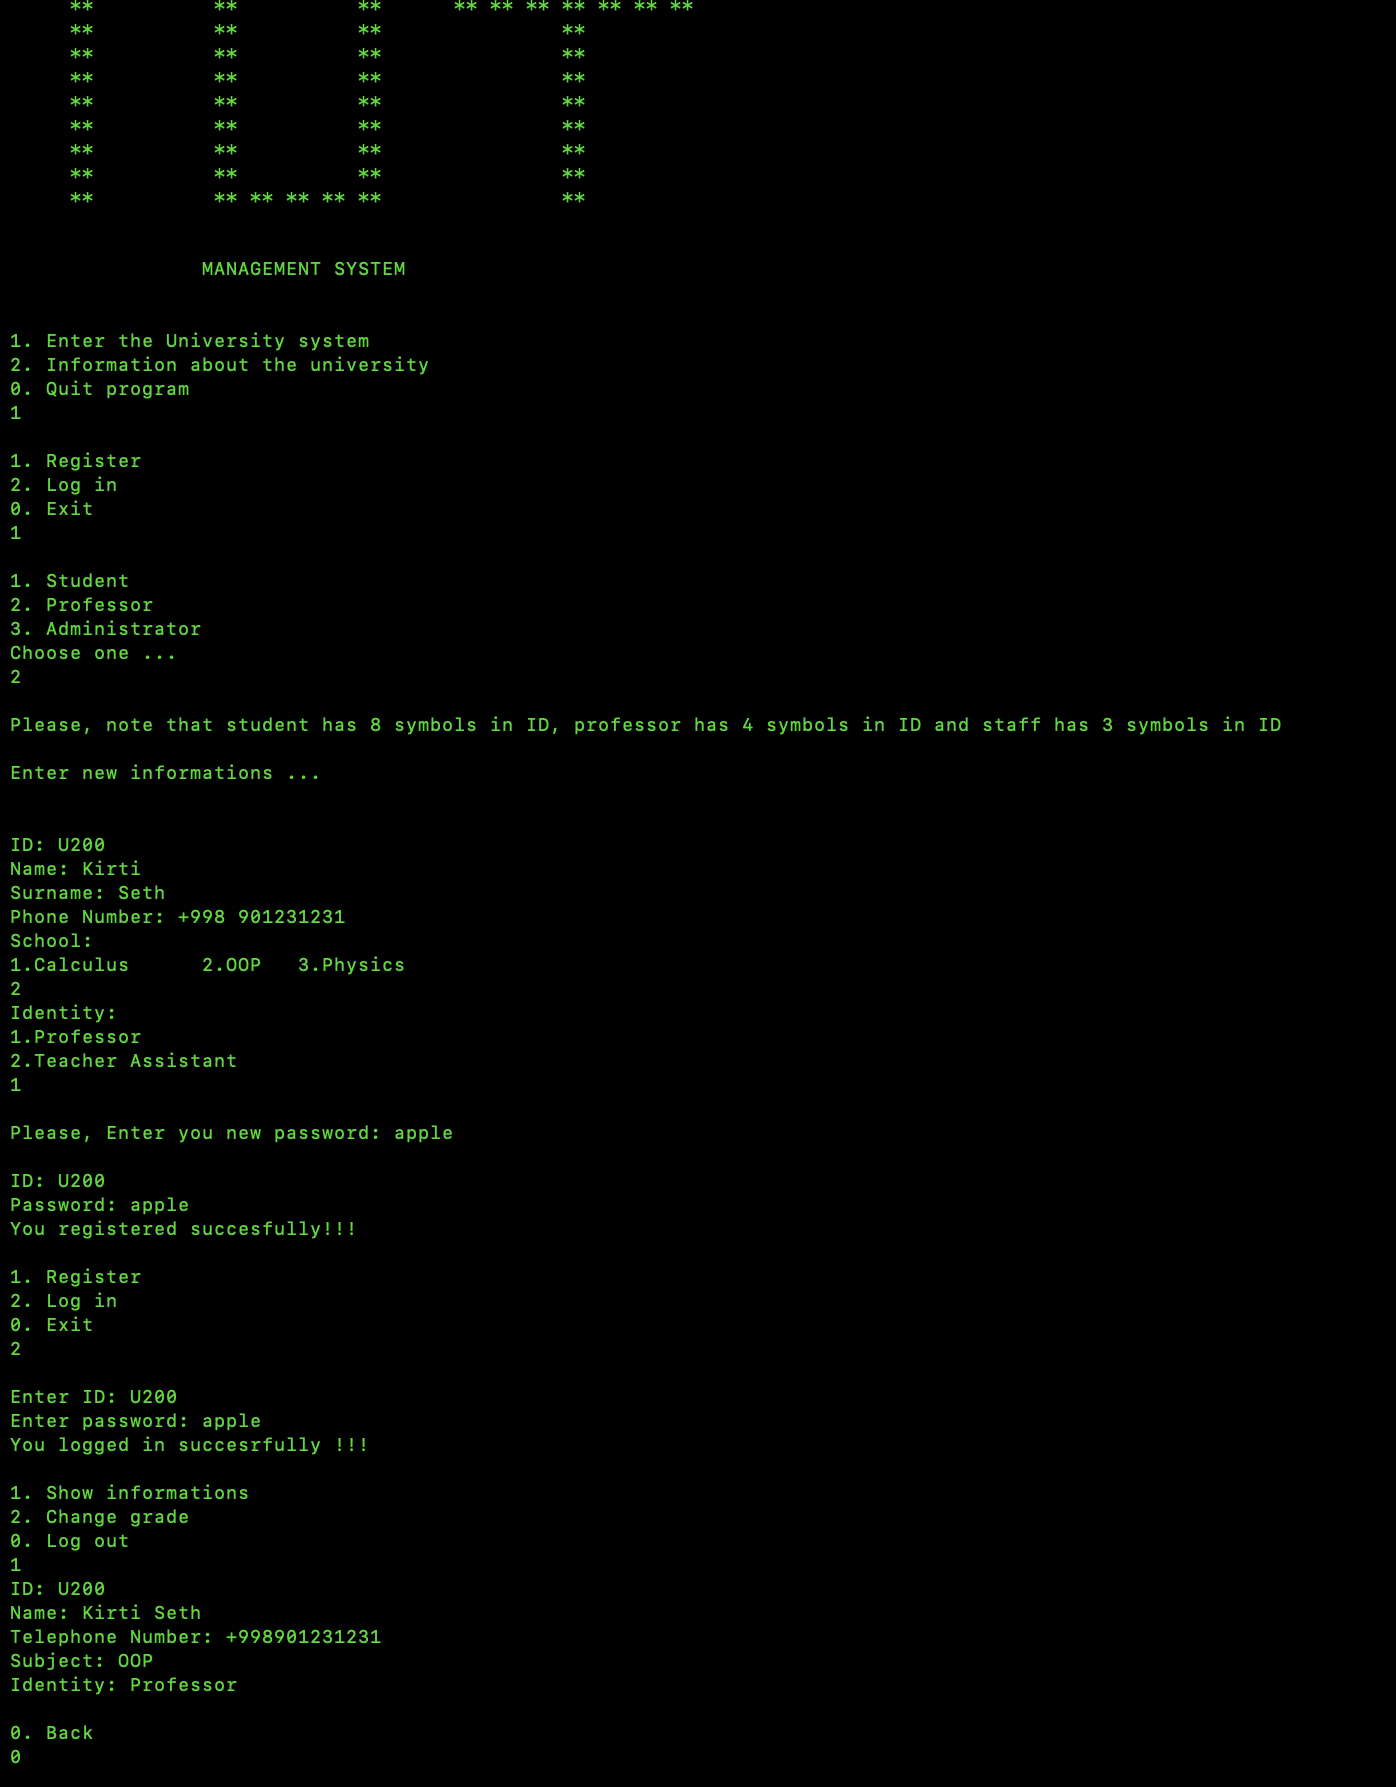 ** ** ** ** ** ** ** ** ** **
** ** ** **
** ** ** **
** ** ** **
** ** ** **
** ** ** **
** ** ** **
** ** ** **
** ** ** ** ** ** **
MANAGEMENT SYSTEM
1. Enter the University system
2. Information about the university
0. Quit program
1
1. Register
2. Log in
0. Exit
1
1. Student
2. Professor
3. Administrator
Choose one ...
2
Please, note that student has 8 symbols in ID, professor has 4 symbols in ID and staff has 3 symbols in ID
Enter new informations ...
ID: U200
Name: Kirti
Surname: Seth
Phone Number: +998 901231231
School:
1.Calculus 2.OOP 3.Physics
2
Identity:
1.Professor
2.Teacher Assistant
1
Please, Enter you new password: apple
ID: U200
Password: apple
You registered succesfully!!!
1. Register
2. Log in
0. Exit
2
Enter ID: U200
Enter password: apple
You logged in succesrfully !!!
1. Show informations
2. Change grade
0. Log out
1
ID: U200
Name: Kirti Seth
Telephone Number: +998901231231
Subject: OOP
Identity: Professor
0. Back
0